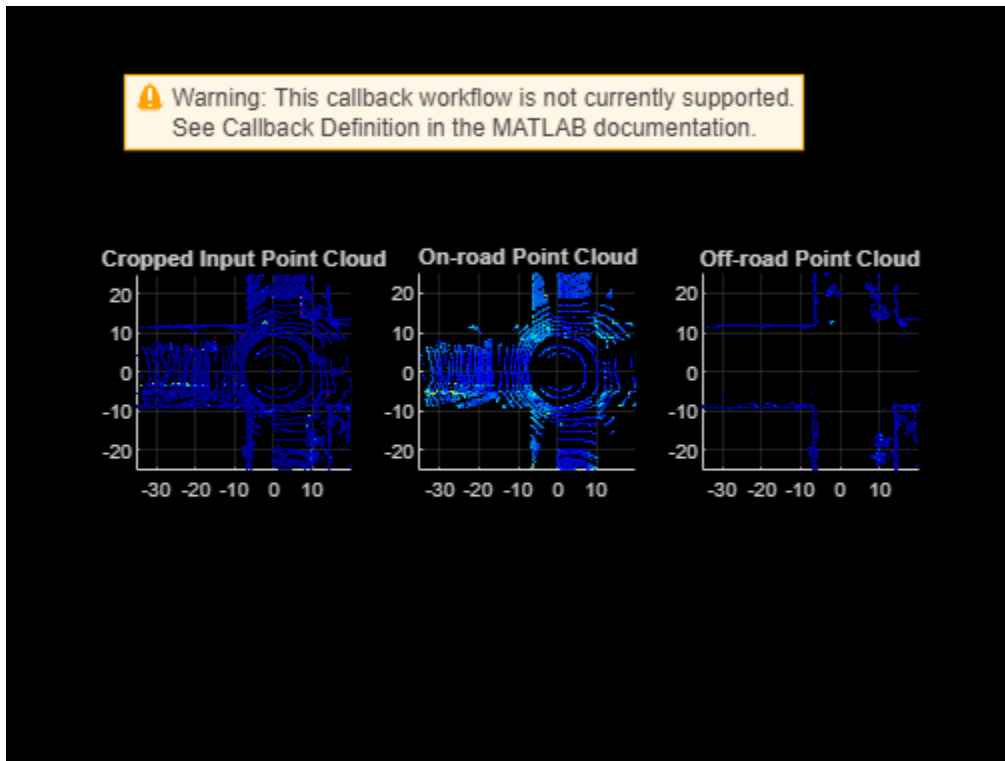 Warning: This callback workflow is not currently supported.
See Callback Definition in the MATLAB documentation.
Cropped Input Point Cloud
On-road Point Cloud
Off-road Point Cloud
20
10
0
-10
-20
-30 -20 -10 0 10
20
10
0
-10
-20
-30 -20 -10 0 10
20
10
0
-10
-20
-30 -20 -10 0 10